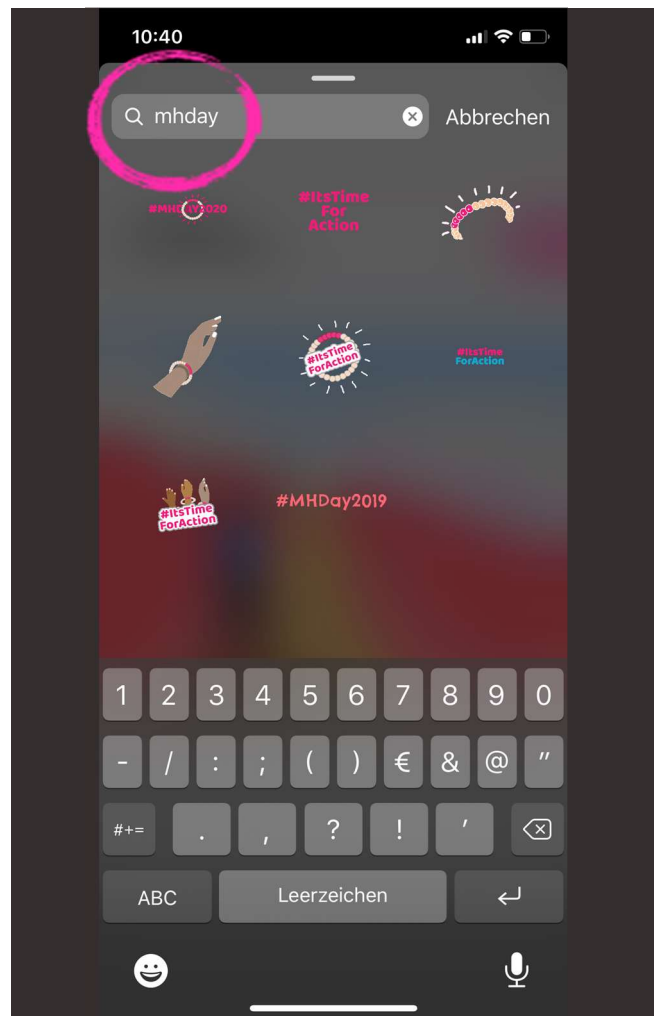 10:40
mhday
Abbrechen
#MHDAY2020
#ItsTime
For
Action
#ItsTime
ForAction
#ItsTime
ForAction
#ItsTime
ForAction
#MHDay2019
1 2 3 4 5 6 7 8 9 0
- / : ; ( ) € & @ "
#+= . , ? ! '
ABC Leerzeichen